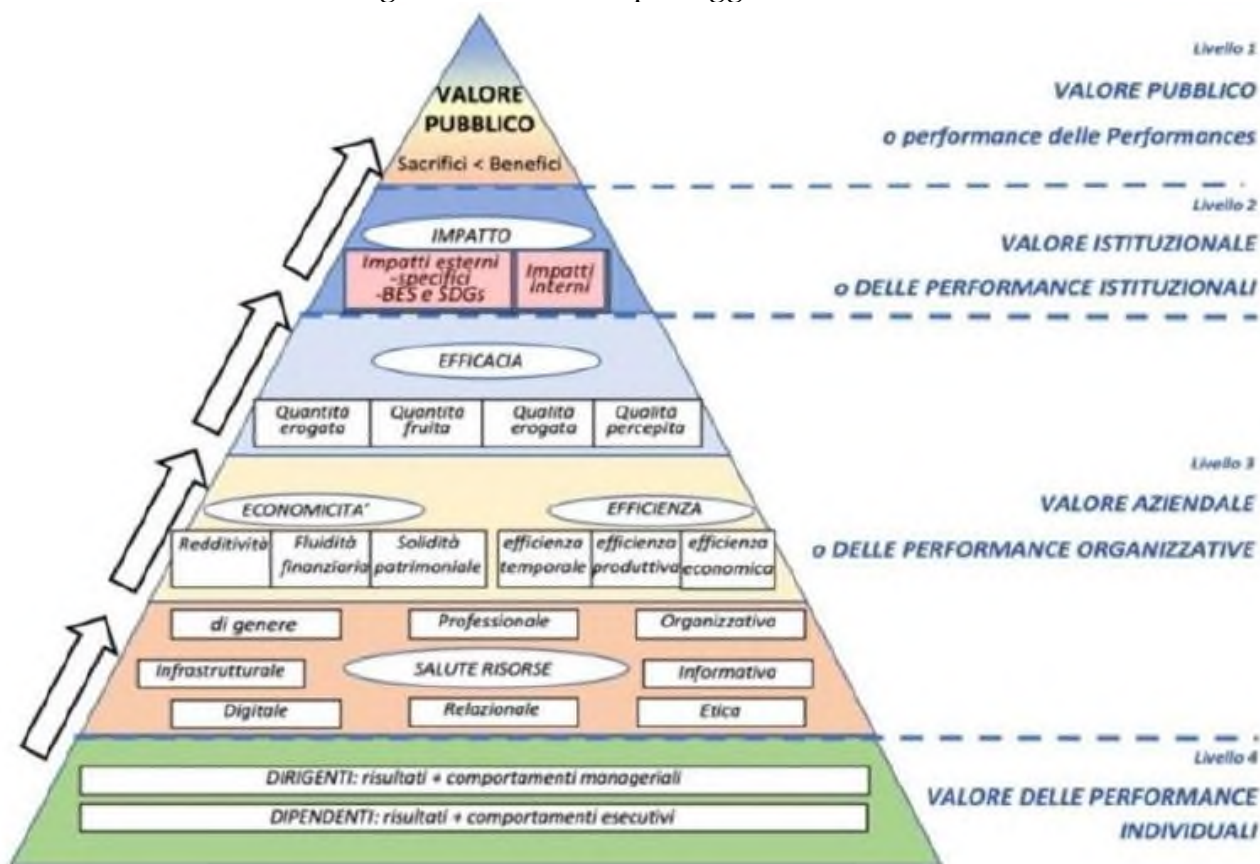 Livello 1
VALORE
PUBBLICO
VALORE PUBBLICO
o performance delle Performances
Sacrifici < Benefici
Livello 2
IMPATTO
VALORE ISTITUZIONALE
Impatti esterni
-specifici
-BES e SDGs
Impatti
interni
o DELLE PERFORMANCE ISTITUZIONALI
EFFICACIA
Quantità
erogata
Quantità
fruita
Qualità
erogata
Qualità
percepita
Livello 3
VALORE AZIENDALE
o DELLE PERFORMANCE ORGANIZZATIVE
ECONOMICITA'
EFFICIENZA
Redditività
Fluidità
finanziaria
Solidità
patrimoniale
efficienza
temporale
efficienza
produttiva
efficienza
economica
di genere
Professionale
Organizzativa
Infrastrutturale
SALUTE RISORSE
Informativa
Digitale
Relazionale
Etica
Livello 4
DIRIGENTI: risultati + comportamenti manageriali
DIPENDENTI: risultati + comportamenti esecutivi
VALORE DELLE PERFORMANCE
INDIVIDUALI